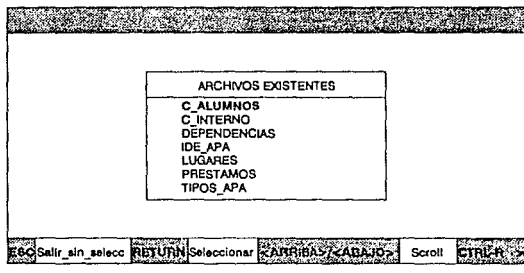 ARCHIVOS EXISTENTES
C_ALUMNOS
C_INTERNO
DEPENDENCIAS
IDE_APA
LUGARES
PRESTAMOS
TIPOS_APA
ESC Salir_sin_selecc RETURN Seleccionar <ARRIBA>/<ABAJO> Scroll CTRL-R